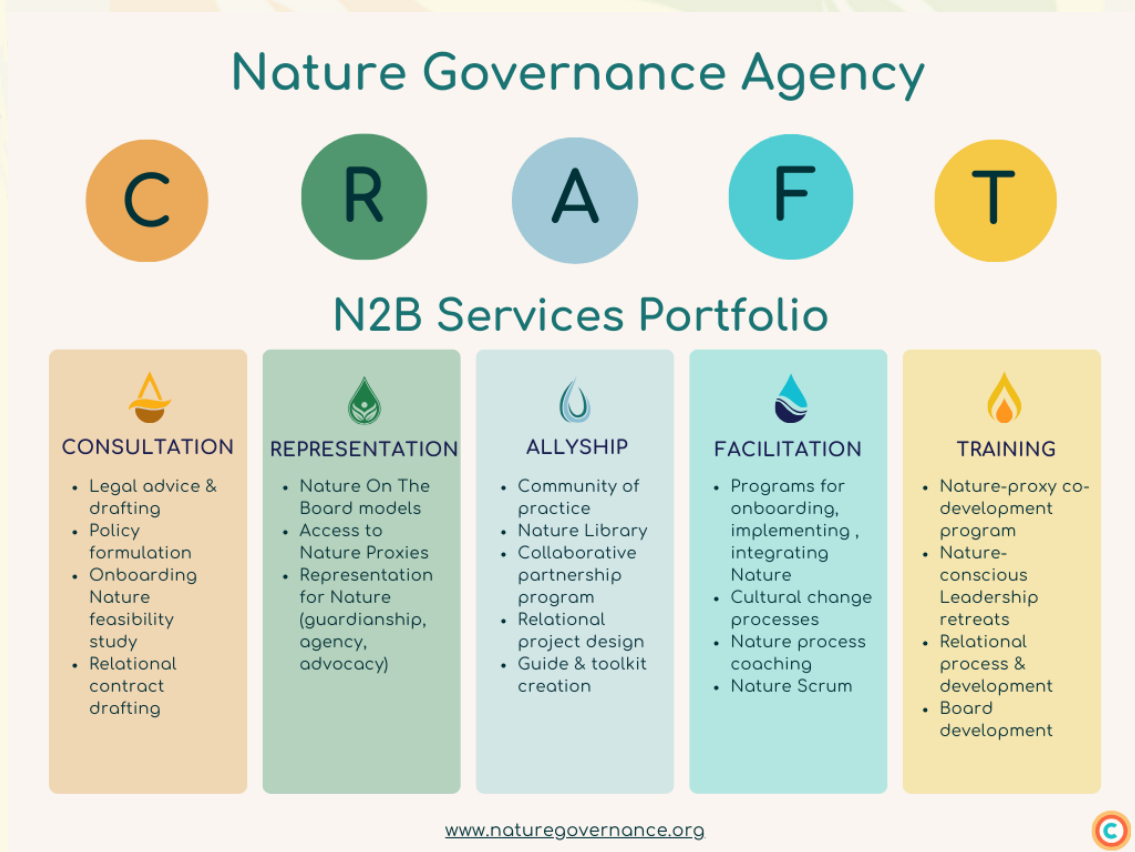 Nature Governance Agency
C R A F T
N2B Services Portfolio
CONSULTATION
• Legal advice &
drafting
• Policy
formulation
• Onboarding
Nature
feasibility
study
• Relational
contract
drafting
REPRESENTATION
• Nature On The
Board models
• Access to
Nature Proxies
• Representation
for Nature
(guardianship,
agency,
advocacy)
ALLYSHIP
• Community of
practice
• Nature Library
• Collaborative
partnership
program
• Relational
project design
• Guide & toolkit
creation
FACILITATION
• Programs for
onboarding,
implementing ,
integrating
Nature
• Cultural change
processes
• Nature process
coaching
• Nature Scrum
TRAINING
• Nature-proxy co-
development
program
• Nature-
conscious
Leadership
retreats
• Relational
process &
development
• Board
development
www.naturegovernance.org
C